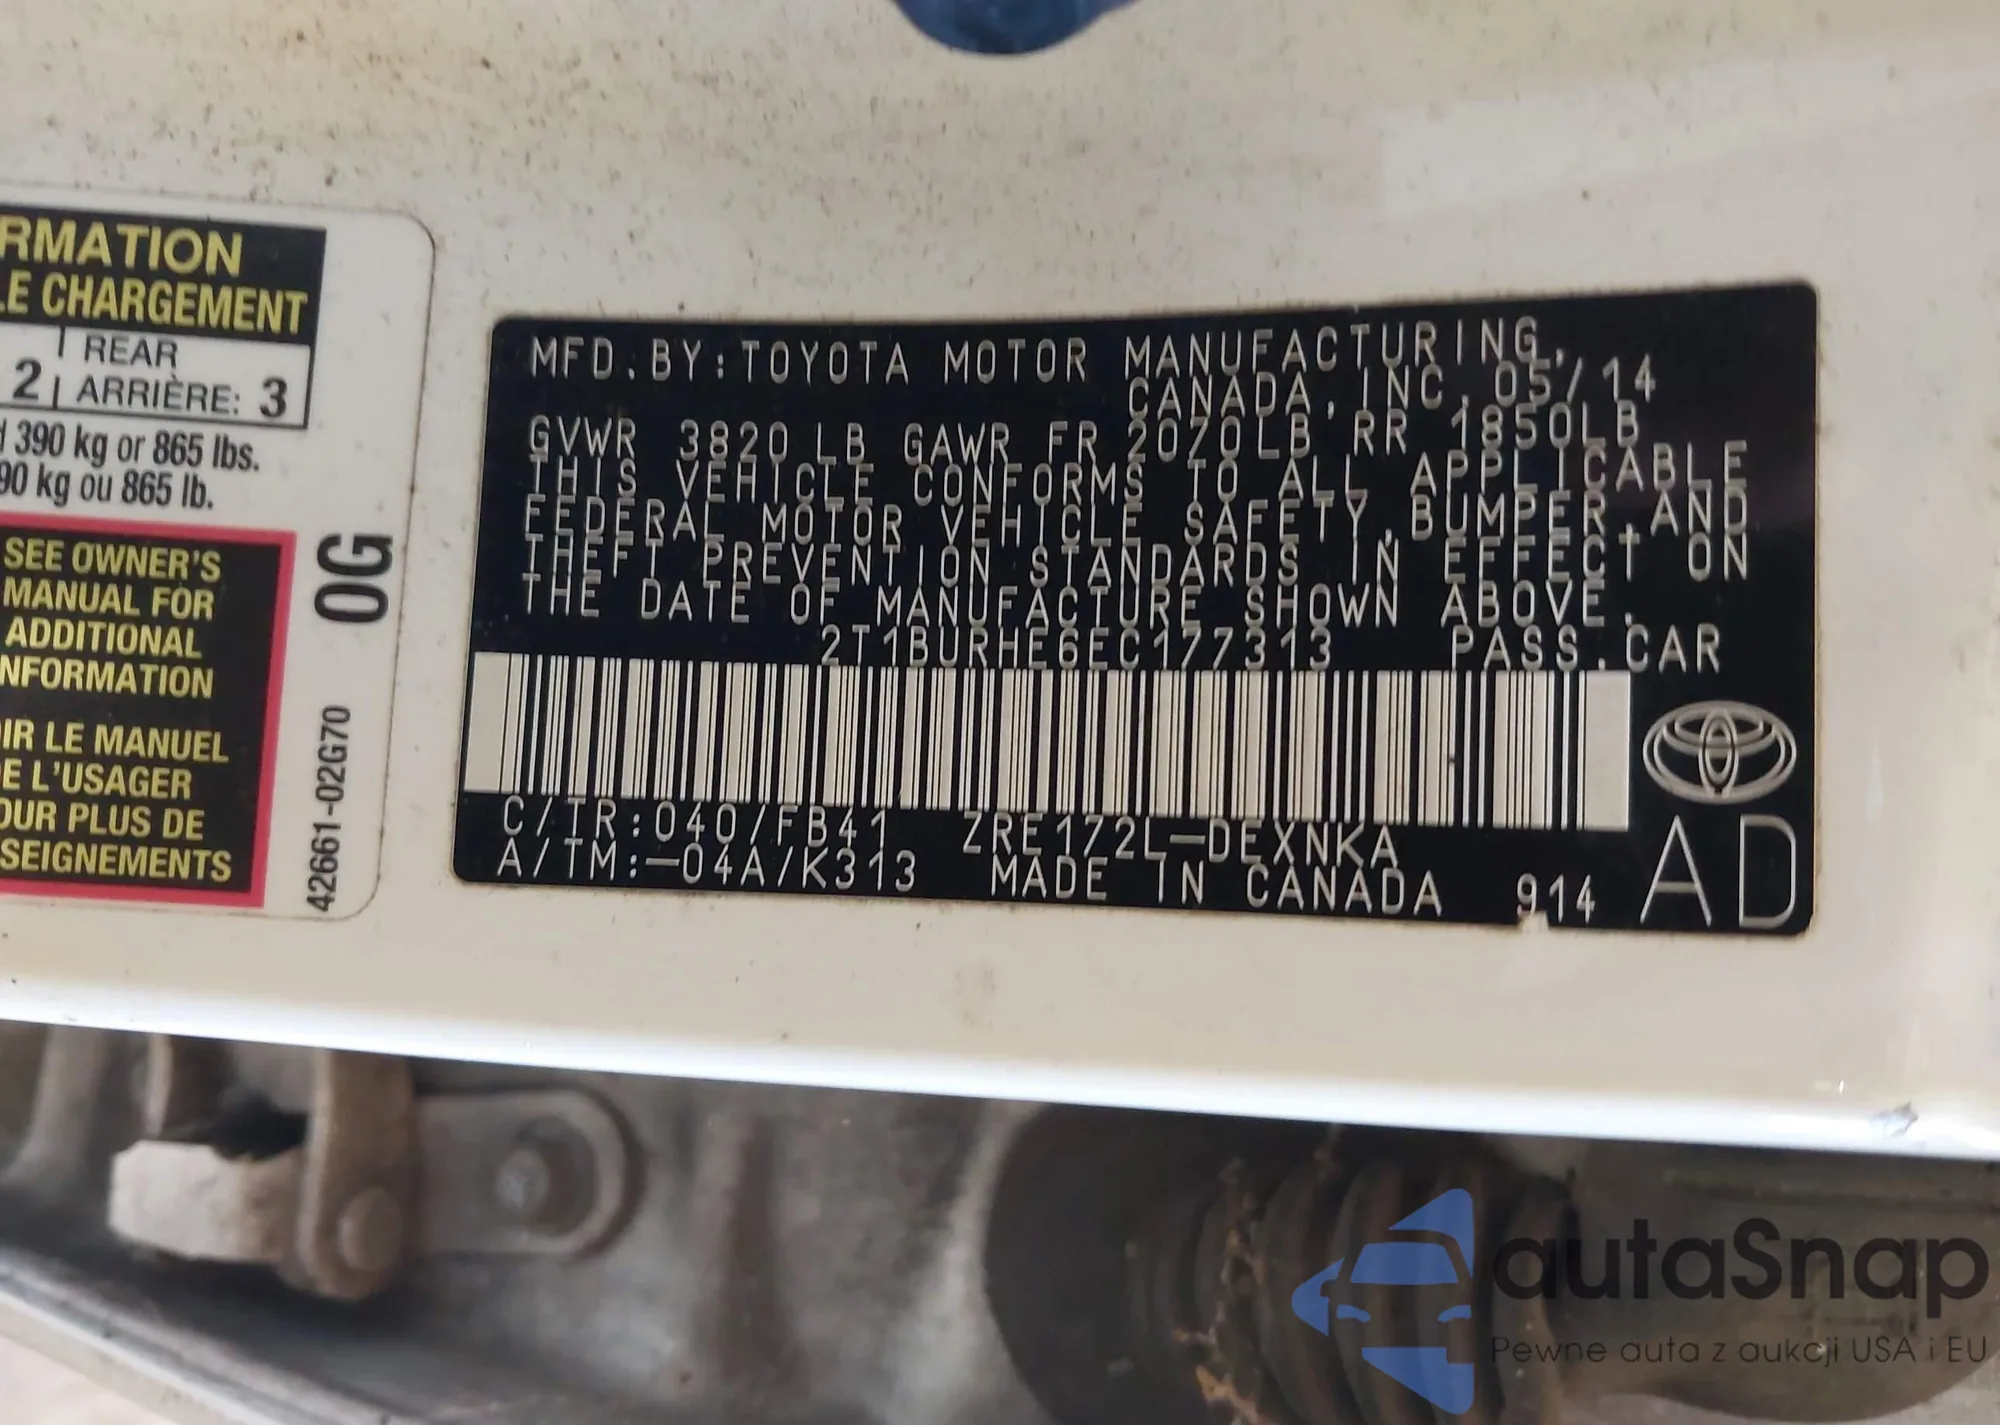 RMATION
LE CHARGEMENT
2 | REAR
ARRIÈRE: 3
390 kg or 865 lbs.
90 kg ou 865 lb.
SEE OWNER'S
MANUAL FOR
ADDITIONAL
NFORMATION
IR LE MANUEL
E L'USAGER
OUR PLUS DE
SEIGNEMENTS
0G
42661-02G70
MFD.BY:TOYOTA MOTOR MANUFACTURING,
CANADA,INC.05/14
GVWR 3820 LB GAWR FR 2070LB RR 1850LB
THIS VEHICLE CONFORMS TO ALL APPLICABLE
FEDERAL MOTOR VEHICLE SAFETY,BUMPER,AND
THEFT PREVENTION STANDARDS IN EFFECT ON
THE DATE OF MANUFACTURE SHOWN ABOVE.
2T1BURHE6EC177313 PASS.CAR
C/TR:040/FB41 ZRE172L-DEXNKA
A/TM:-04A/K313 MADE IN CANADA 914
AD
autaSnap
Pewne auta z aukcji USA i EU